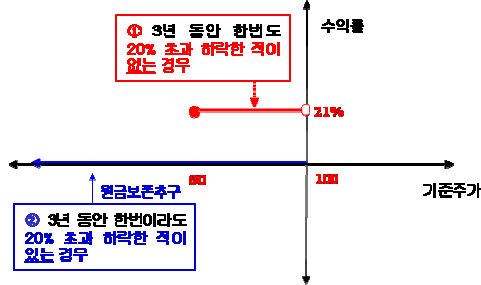 ① 3년 동안 한번도
20% 초과 하락한 적이
없는 경우
수익률
21%
80
100
기준주가
원금보존추구
② 3년 동안 한번이라도
20% 초과 하락한 적이
있는 경우